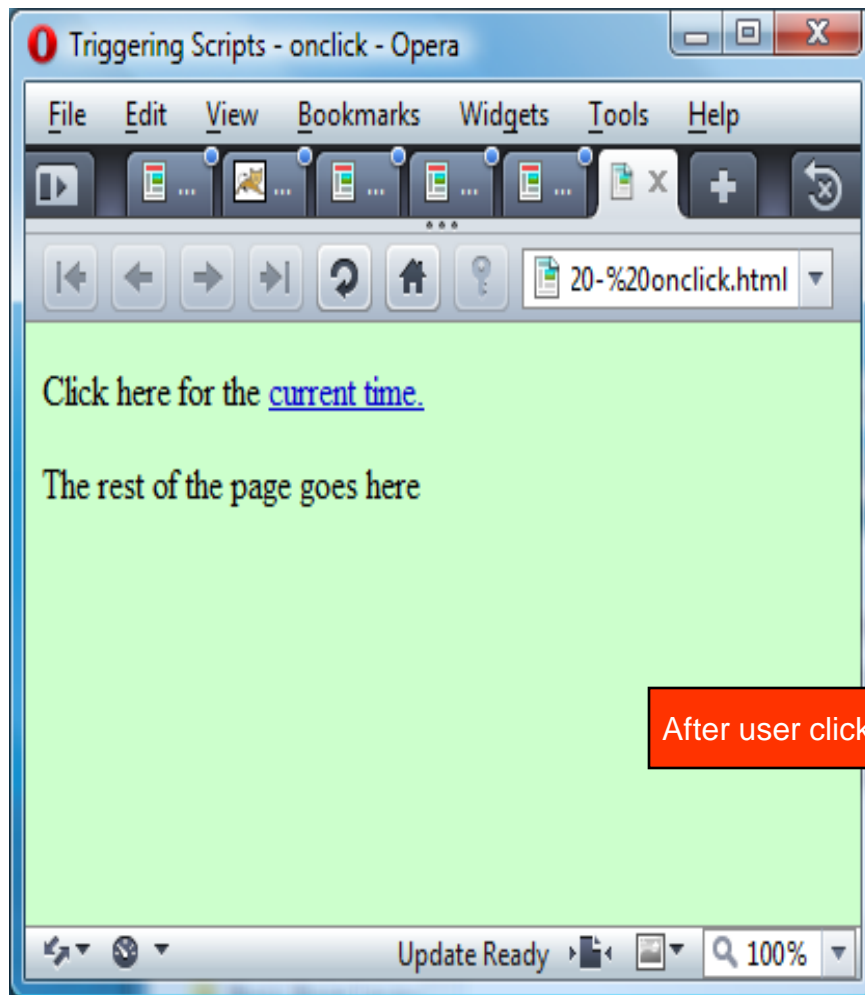 Triggering Scripts - onclick - Opera
File Edit View Bookmarks Widgets Tools Help
... ... ... ... ...
20-%20onclick.html
Click here for the current time.
The rest of the page goes here
After user click
Update Ready 100%